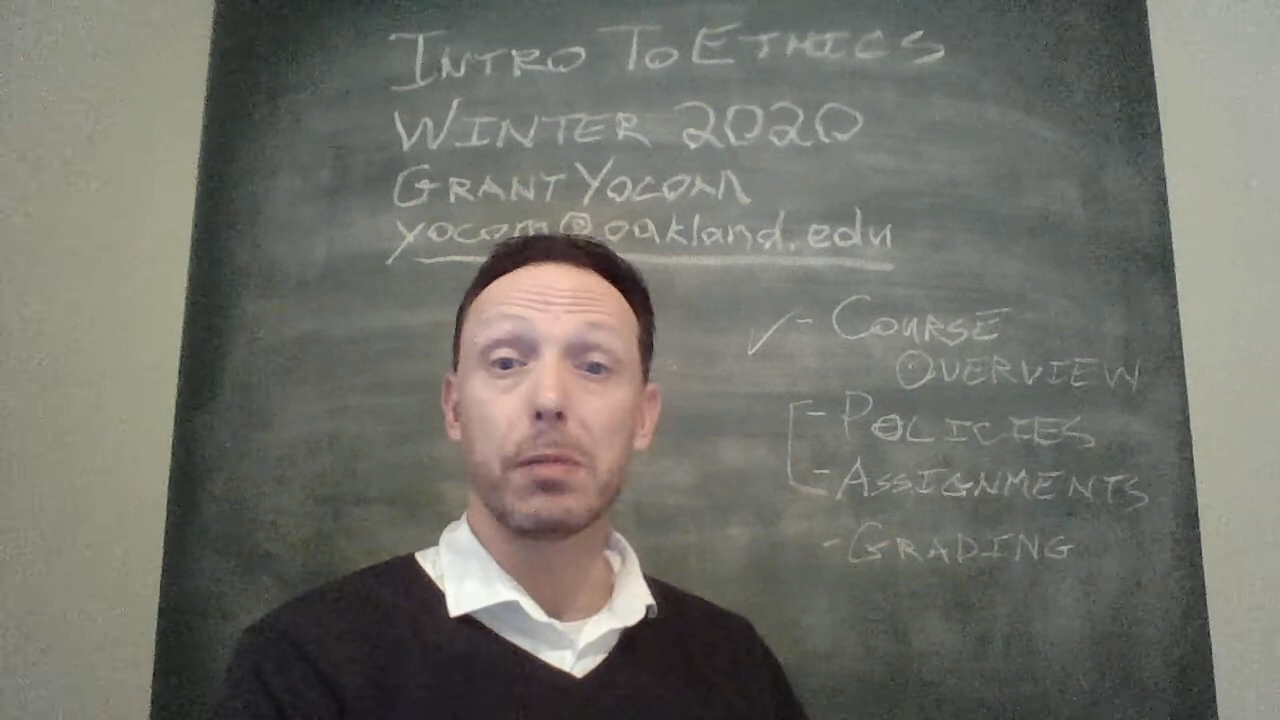 INTRO TO ETHICS
WINTER 2020
GRANT YOCOM
yocom@oakland.edu
✓ - COURSE
OVERVIEW
- POLICIES
- ASSIGNMENTS
- GRADING